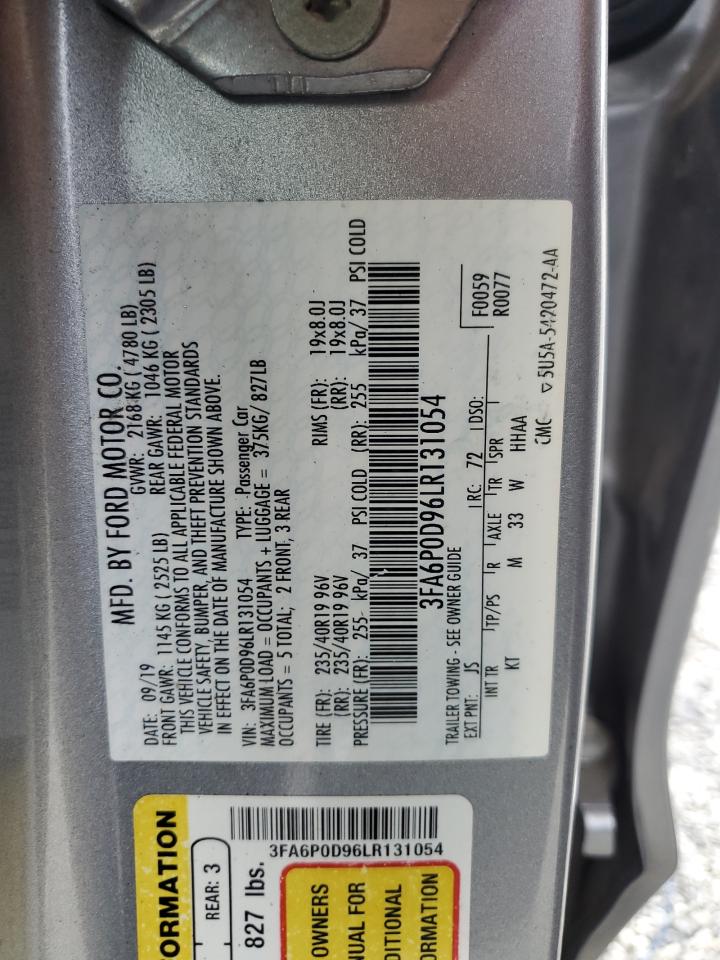 MFD. BY FORD MOTOR CO.
DATE: 09/19 GVWR: 2168 KG ( 4780 LB)
FRONT GAWR: 1145 KG ( 2525 LB) REAR GAWR: 1046 KG ( 2305 LB)
THIS VEHICLE CONFORMS TO ALL APPLICABLE FEDERAL MOTOR
VEHICLE SAFETY, BUMPER, AND THEFT PREVENTION STANDARDS
IN EFFECT ON THE DATE OF MANUFACTURE SHOWN ABOVE.
VIN: 3FA6P0D96LR131054 TYPE: Passenger Car
MAXIMUM LOAD = OCCUPANTS + LUGGAGE = 375KG/ 827LB
OCCUPANTS = 5 TOTAL; 2 FRONT, 3 REAR
TIRE (FR): 235/40R19 96V RIMS (FR): 19x8.0J
(RR): 235/40R19 96V (RR): 19x8.0J
PRESSURE (FR): 255 kPa/ 37 PSI COLD (RR): 255 kPa/ 37 PSI COLD
3FA6P0D96LR131054
TRAILER TOWING - SEE OWNER GUIDE
EXT PNT: JS RC: 72 DSO: F0059
R0077
INT TR TP/PS R AXLE TR SPR
KT M 33 W HHAA
CMC ▽ 5U5A-5420472-AA
ORMATION
REAR: 3
827 lbs.
3FA6P0D96LR131054
OWNERS
NUAL FOR
DITIONAL
ORMATION